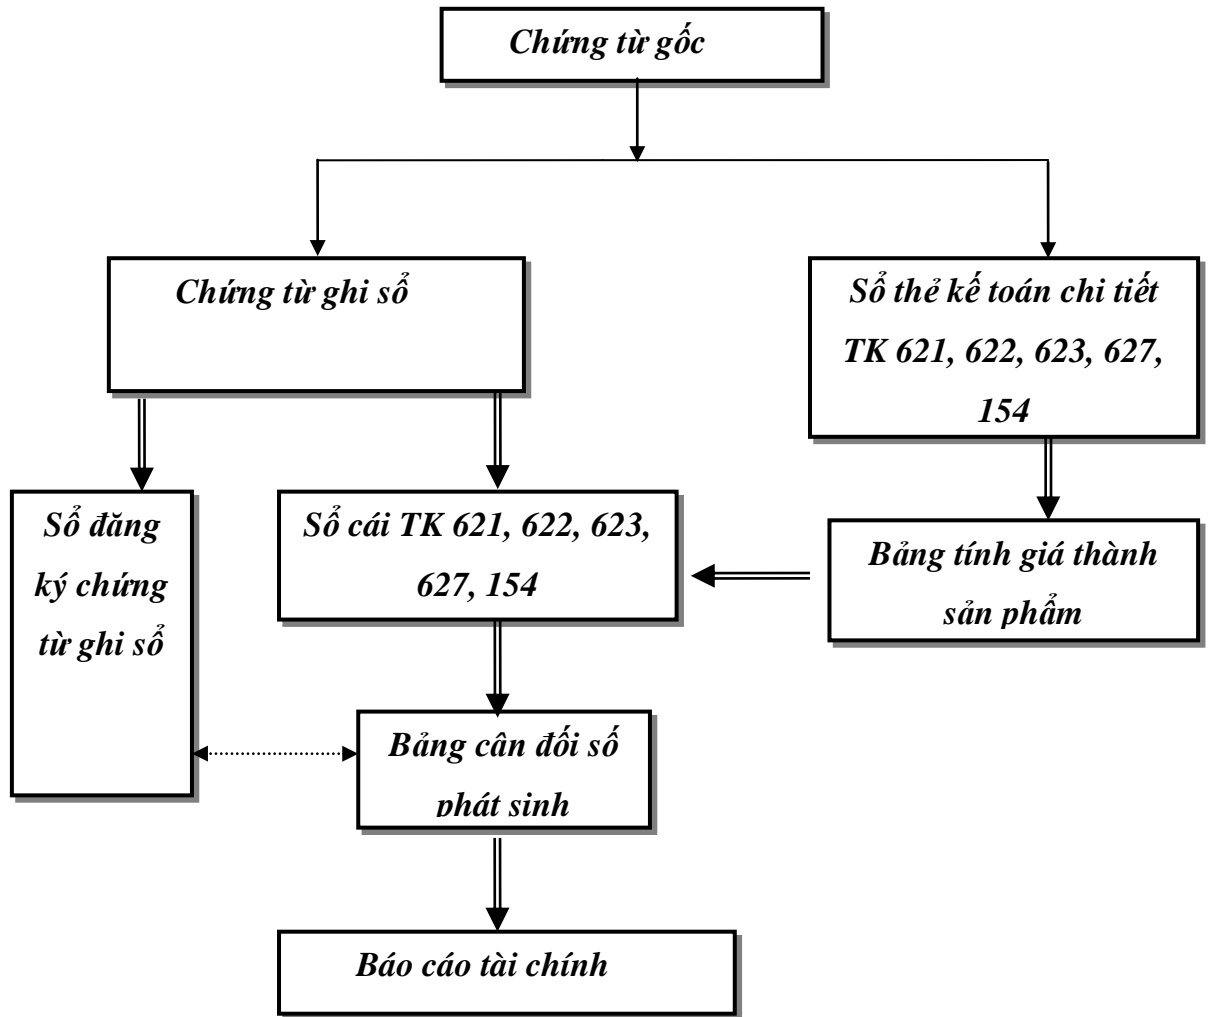 Chứng từ gốc
Chứng từ ghi sổ
Sổ thẻ kế toán chi tiết
TK 621, 622, 623, 627,
154
Sổ đăng
ký chứng
từ ghi sổ
Sổ cái TK 621, 622, 623,
627, 154
Bảng tính giá thành
sản phẩm
Bảng cân đối số
phát sinh
Báo cáo tài chính